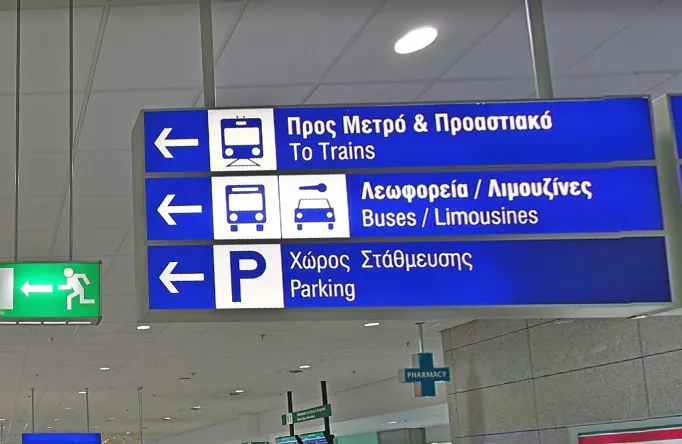 Προς Μετρό & Προαστιακό
To Trains
Λεωφορεία / Λιμουζίνες
Buses / Limousines
P
Χώρος Στάθμευσης
Parking
PHARMACY